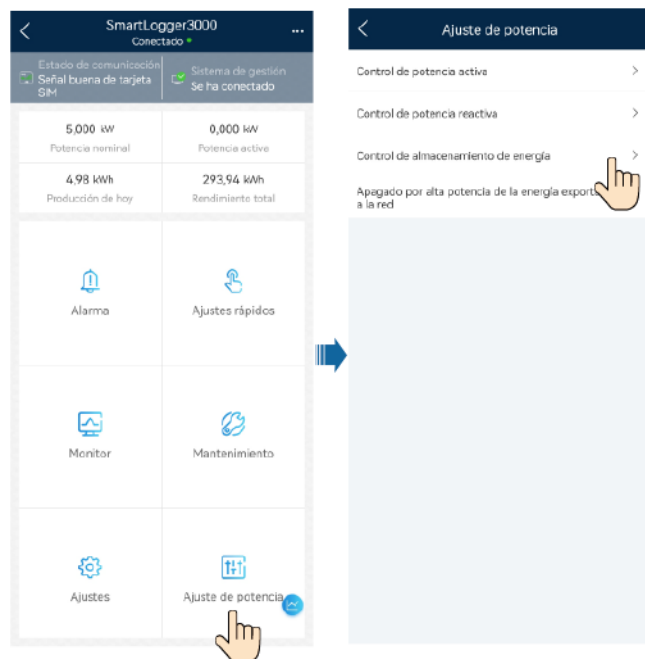 SmartLogger3000
Conectado
Estado de comunicación
Señal buena de tarjeta
SIM
Sistema de gestión
Se ha conectado
5,000 kW
Potencia nominal
0,000 kW
Potencia activa
4,98 kWh
Producción de hoy
293,94 kWh
Rendimiento total
Alarma
Ajustes rápidos
Monitor
Mantenimiento
Ajustes
Ajuste de potencia
Ajuste de potencia
Control de potencia activa
Control de potencia reactiva
Control de almacenamiento de energía
Apagado por alta potencia de la energía
a la red